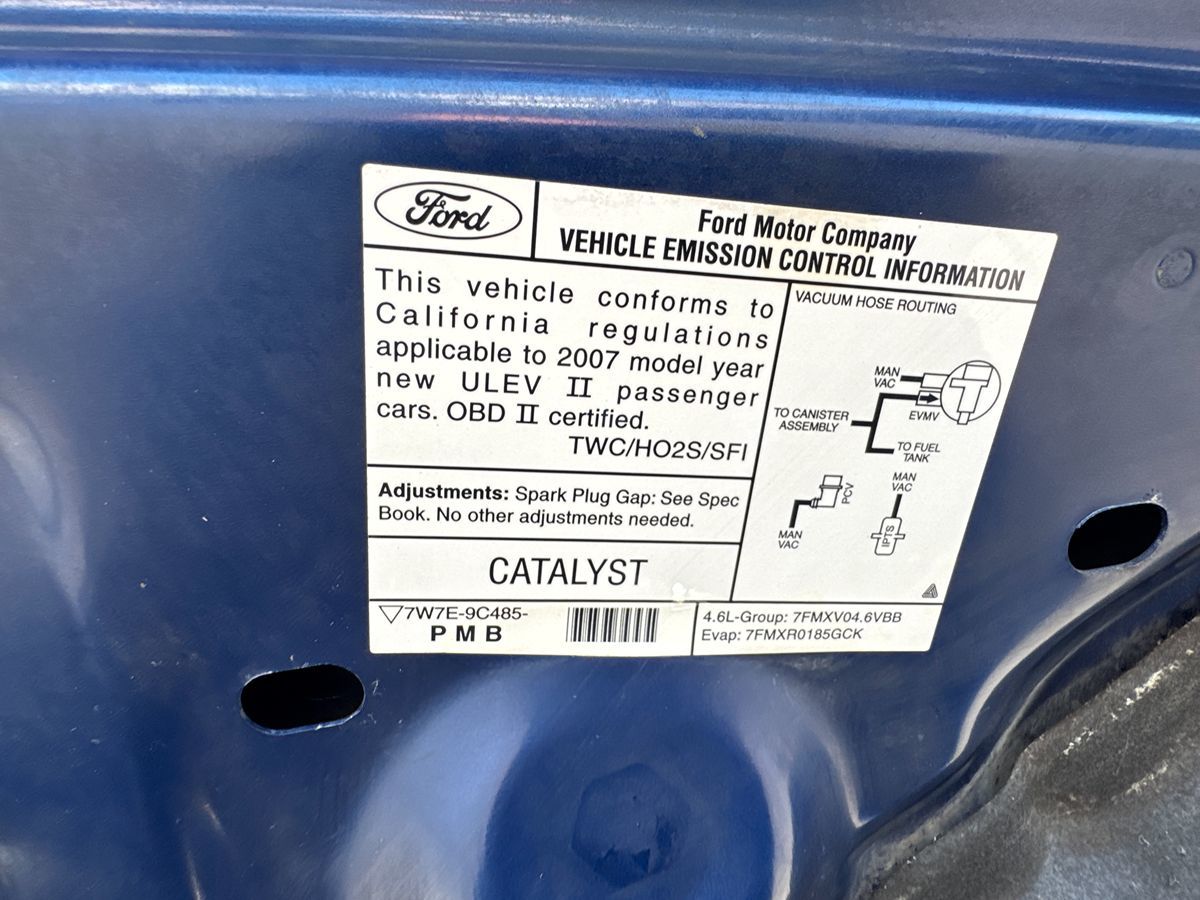 Ford
Ford Motor Company
VEHICLE EMISSION CONTROL INFORMATION
This vehicle conforms to
California regulations
applicable to 2007 model year
new ULEV II passenger
cars. OBD II certified.
TWC/HO2S/SFI
Adjustments: Spark Plug Gap: See Spec
Book. No other adjustments needed.
CATALYST
7W7E-9C485-
PMB
VACUUM HOSE ROUTING
MAN
VAC
EVMV
TO CANISTER
ASSEMBLY
TO FUEL
TANK
MAN
VAC
PCV
MAN
VAC
IPTS
4.6L-Group: 7FMXV04.6VBB
Evap: 7FMXR0185GCK